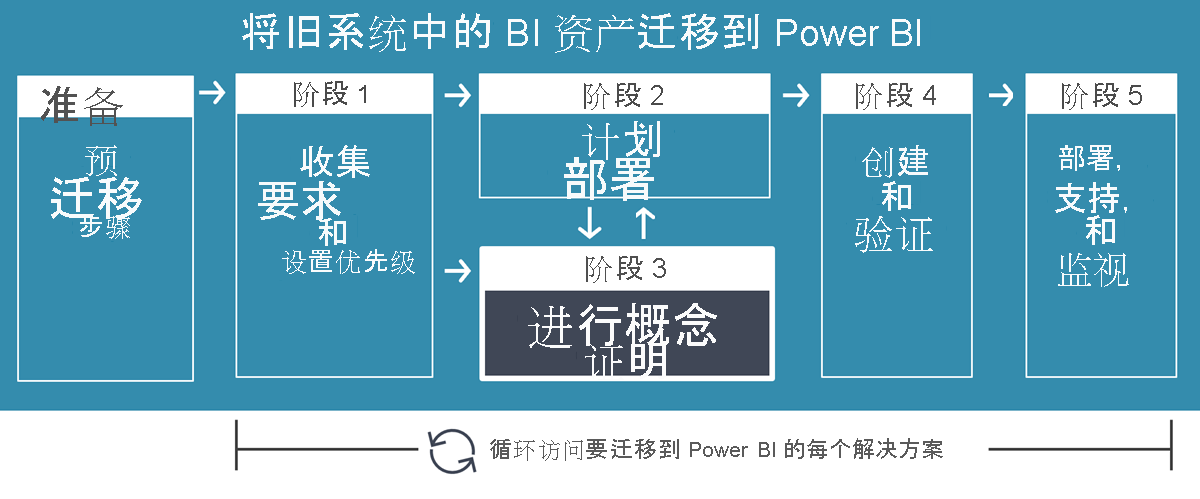 将旧系统中的 BI 资产迁移到 Power BI
准备
预
迁移
步骤
阶段 1
收集
要求
和
设置优先级
阶段 2
计划
部署
阶段 3
进行概念
证明
阶段 4
创建
和
验证
阶段 5
部署,
支持,
和
监视
循环访问要迁移到 Power BI 的每个解决方案